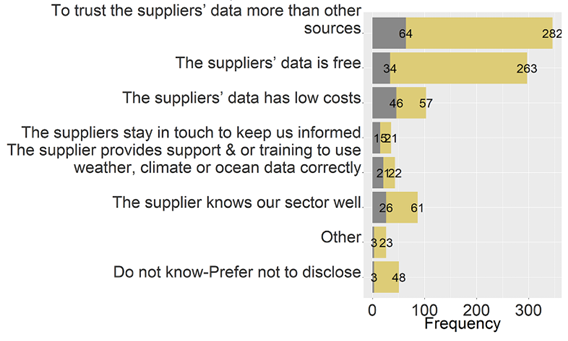 To trust the suppliers' data more than other
sources. 64 282
The suppliers' data is free. 34 263
The suppliers' data has low costs. 46 57
The suppliers stay in touch to keep us informed. 15 21
The supplier provides support & or training to use
weather, climate or ocean data correctly. 21 22
The supplier knows our sector well. 26 61
Other. 3 23
Do not know-Prefer not to disclose. 3 48
0 100 200 300
Frequency